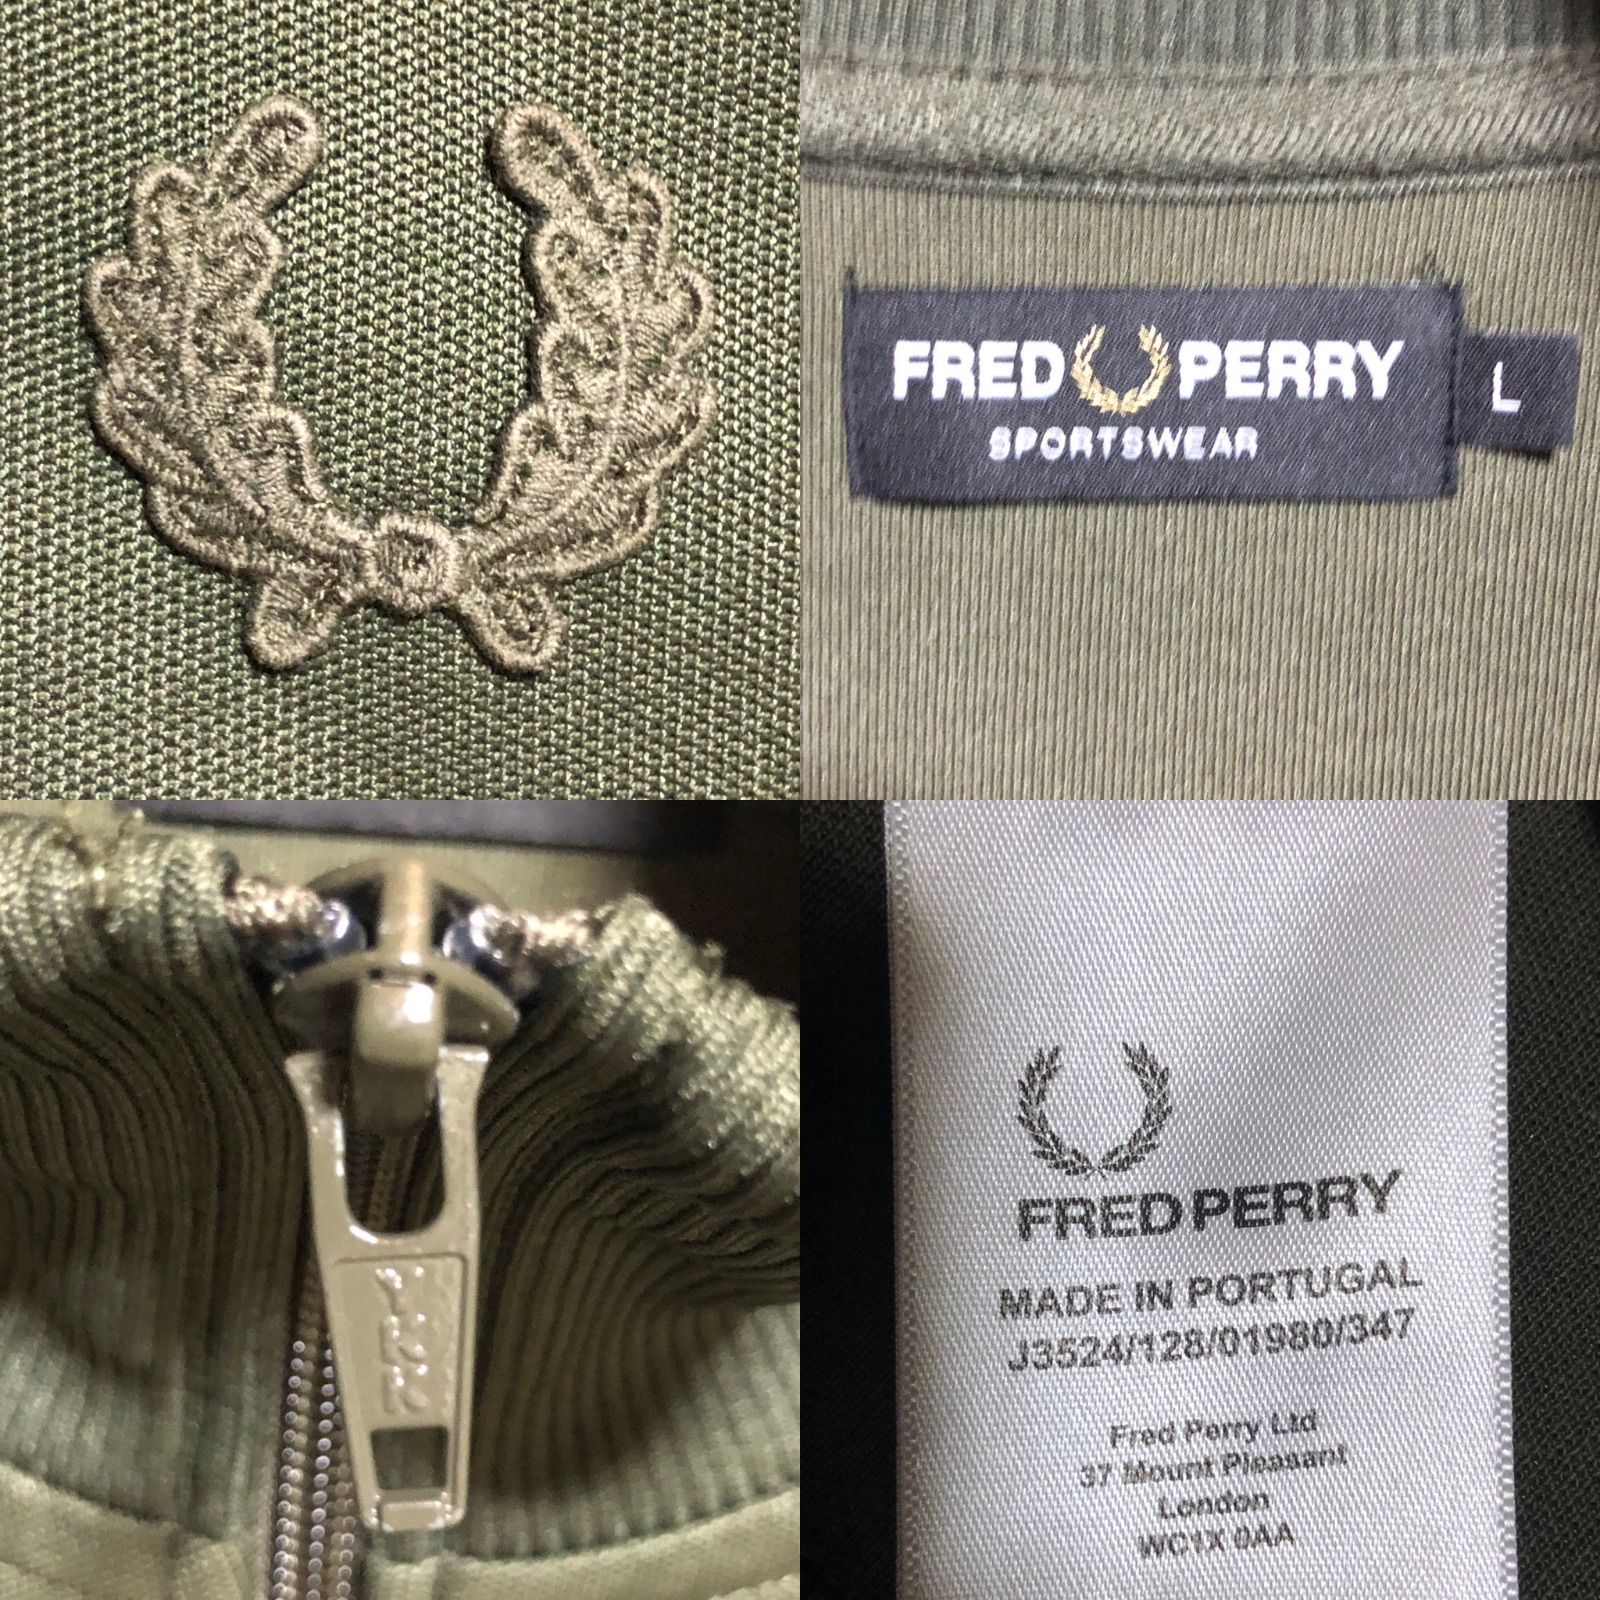 FRED PERRY
SPORTSWEAR
L
FRED PERRY
MADE IN PORTUGAL
J3524/128/01980/347
Fred Perry Ltd
37 Mount Pleasant
London
WC1X 0AA